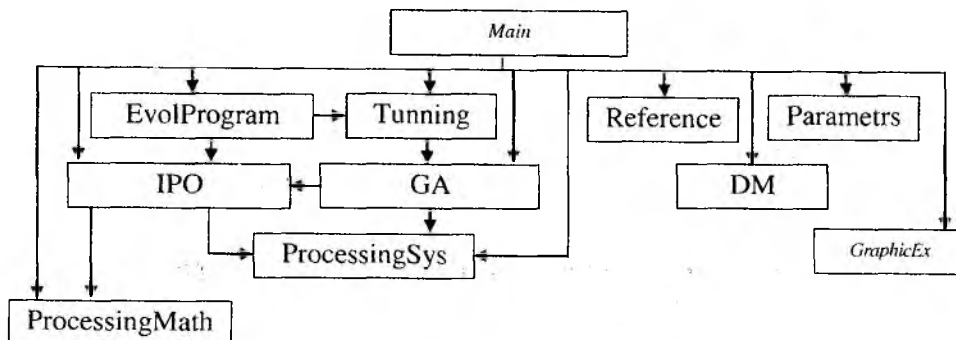 Main
EvolProgram
Tunning
Reference
Parametrs
IPO
GA
DM
ProcessingSys
GraphicEx
ProcessingMath